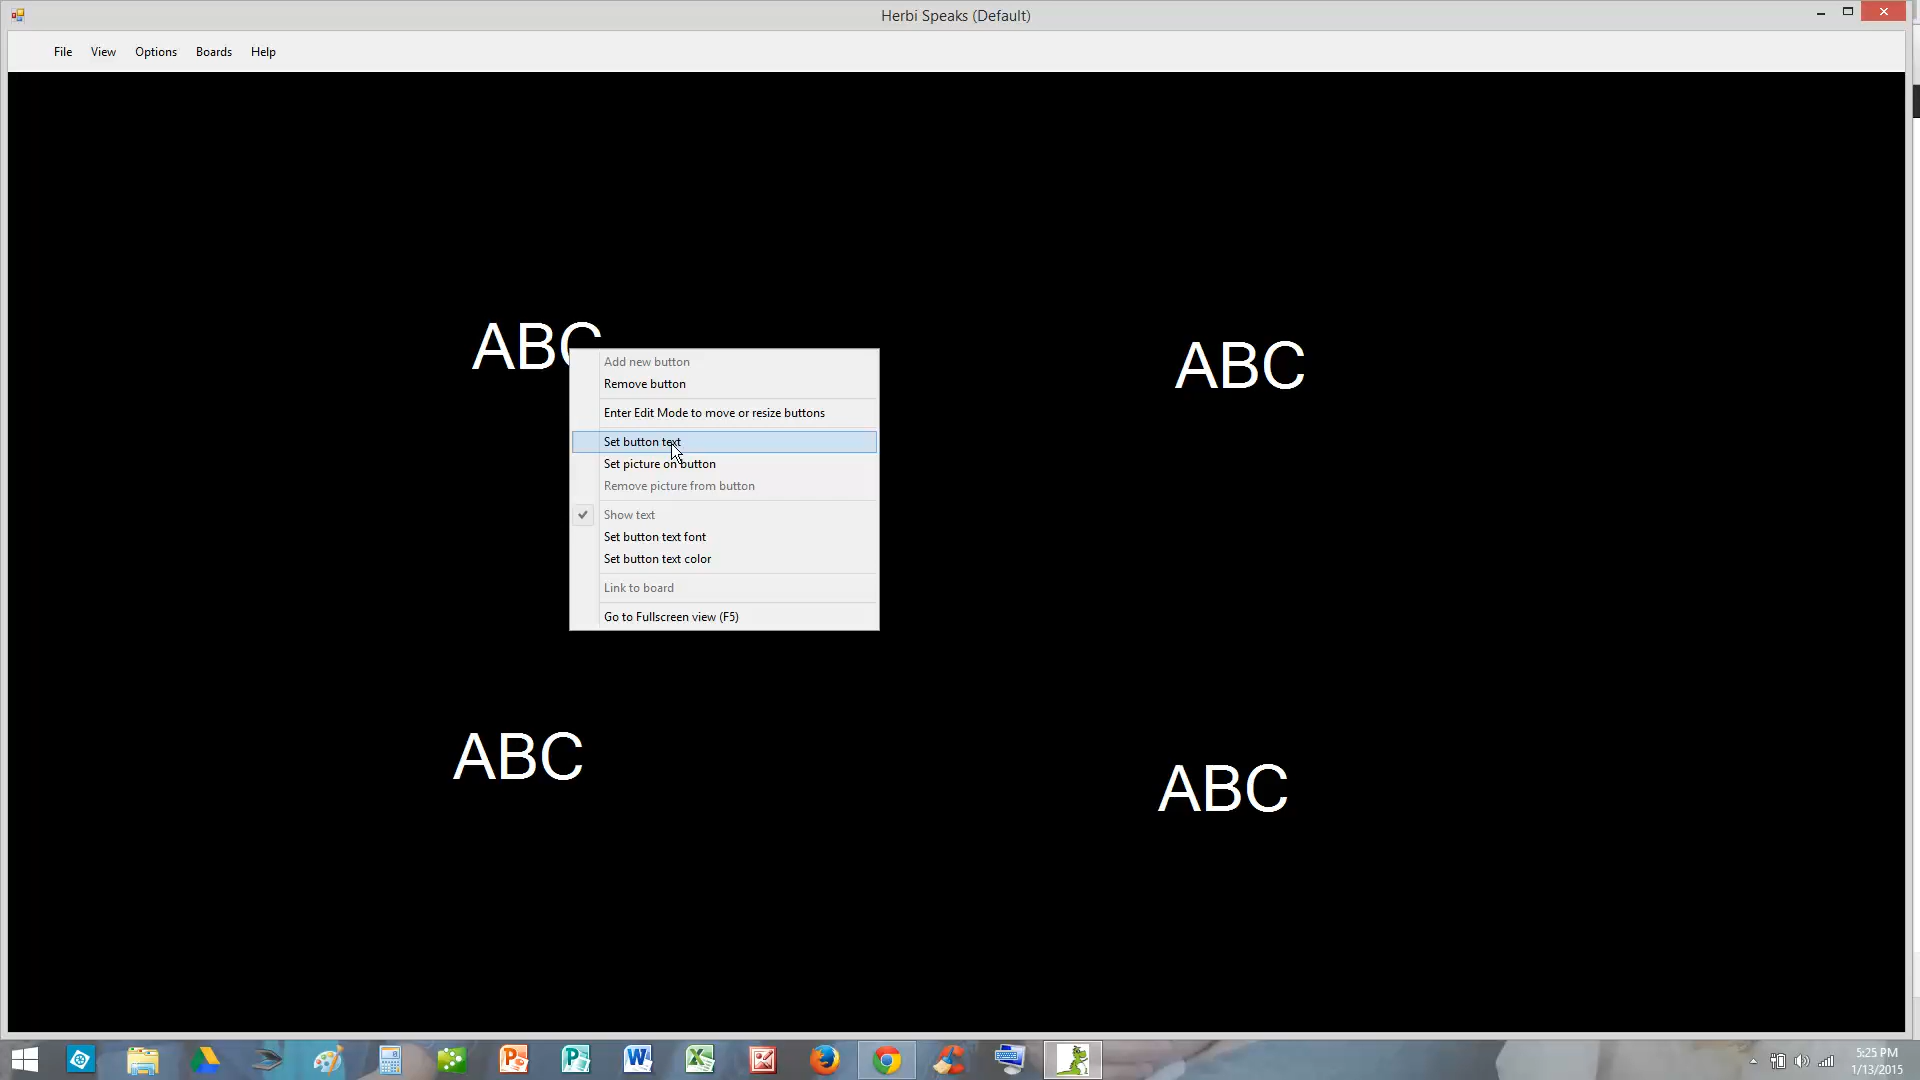 Herbi Speaks (Default)
File View Options Boards Help
ABC
ABC
Add new button
Remove button
Enter Edit Mode to move or resize buttons
Set button text
Set picture on button
Remove picture from button
Show text
Set button text font
Set button text color
Link to board
Go to Fullscreen view (F5)
ABC
ABC
5:25 PM
1/13/2015